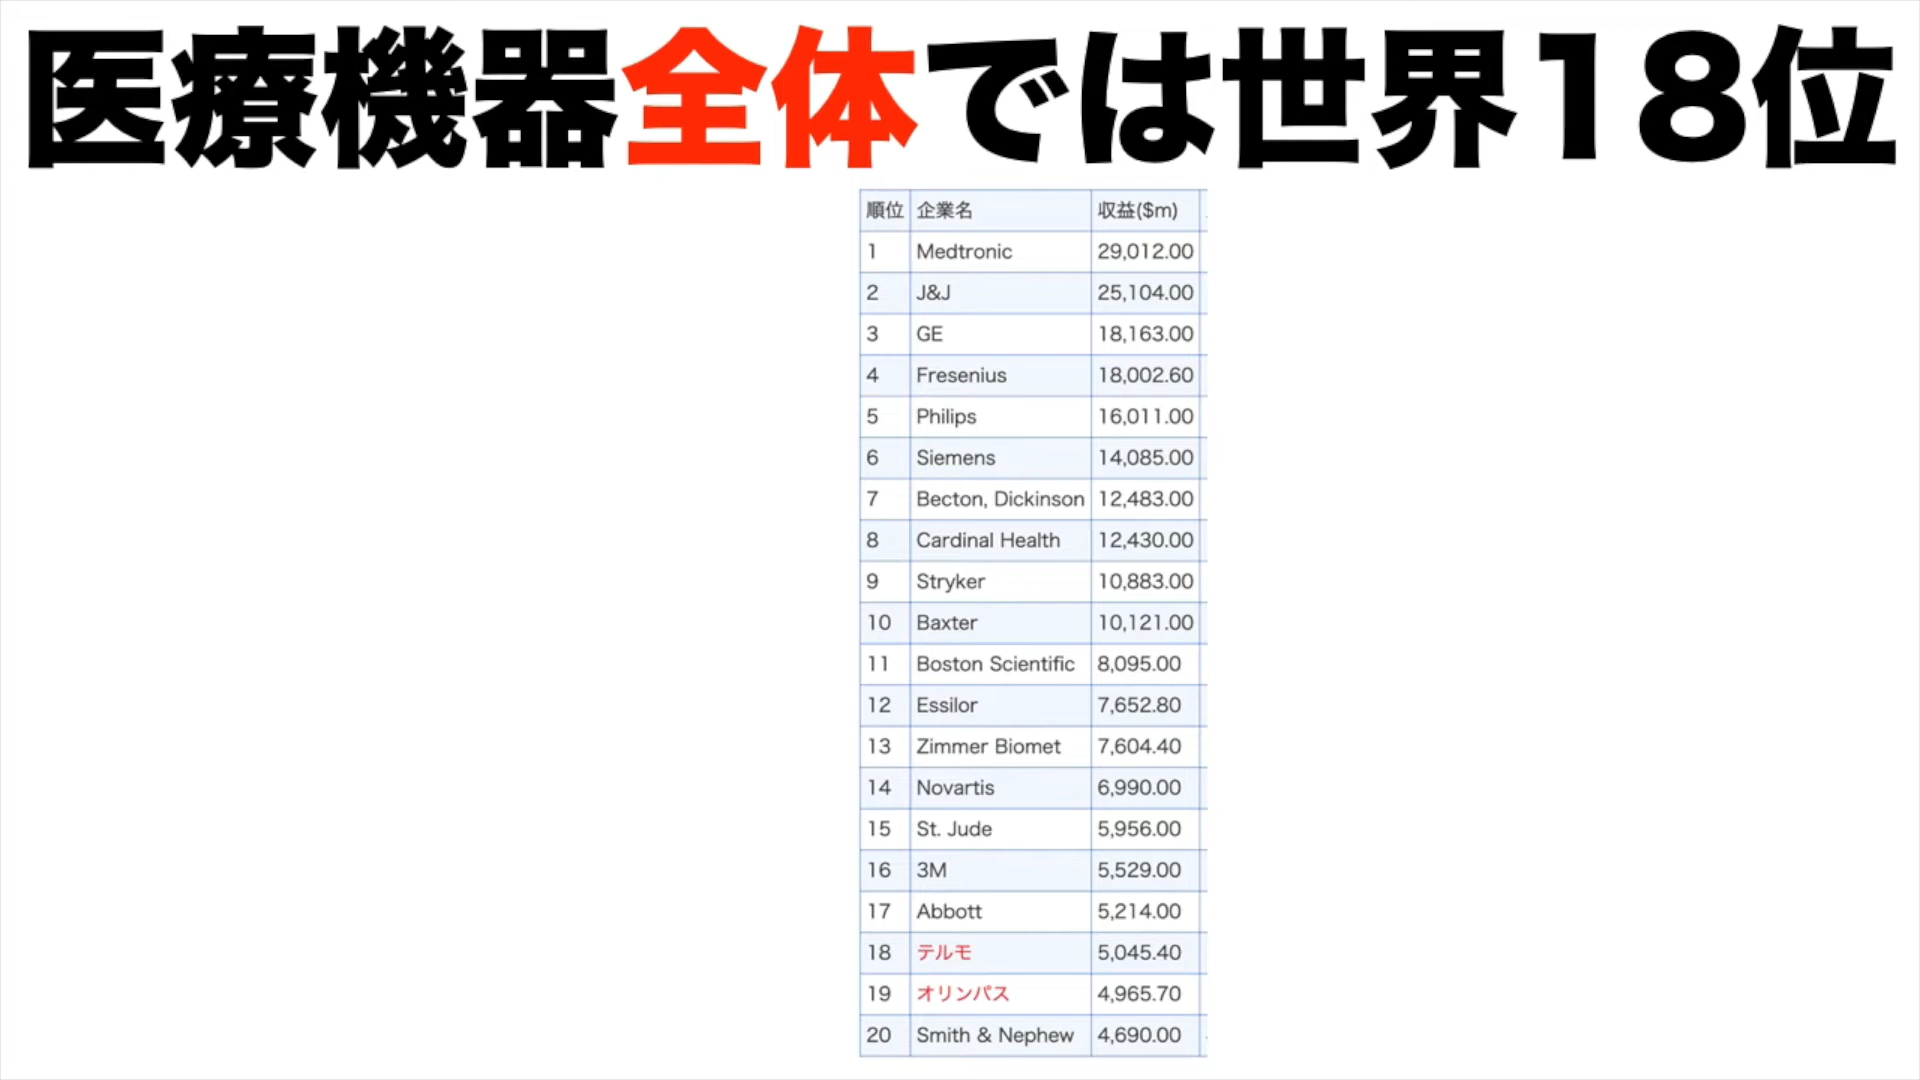 医療機器全体では世界18位
順位 企業名 収益($m)
1 Medtronic 29,012.00
2 J&J 25,104.00
3 GE 18,163.00
4 Fresenius 18,002.60
5 Philips 16,011.00
6 Siemens 14,085.00
7 Becton, Dickinson 12,483.00
8 Cardinal Health 12,430.00
9 Stryker 10,883.00
10 Baxter 10,121.00
11 Boston Scientific 8,095.00
12 Essilor 7,652.80
13 Zimmer Biomet 7,604.40
14 Novartis 6,990.00
15 St. Jude 5,956.00
16 3M 5,529.00
17 Abbott 5,214.00
18 テルモ 5,045.40
19 オリンパス 4,965.70
20 Smith & Nephew 4,690.00